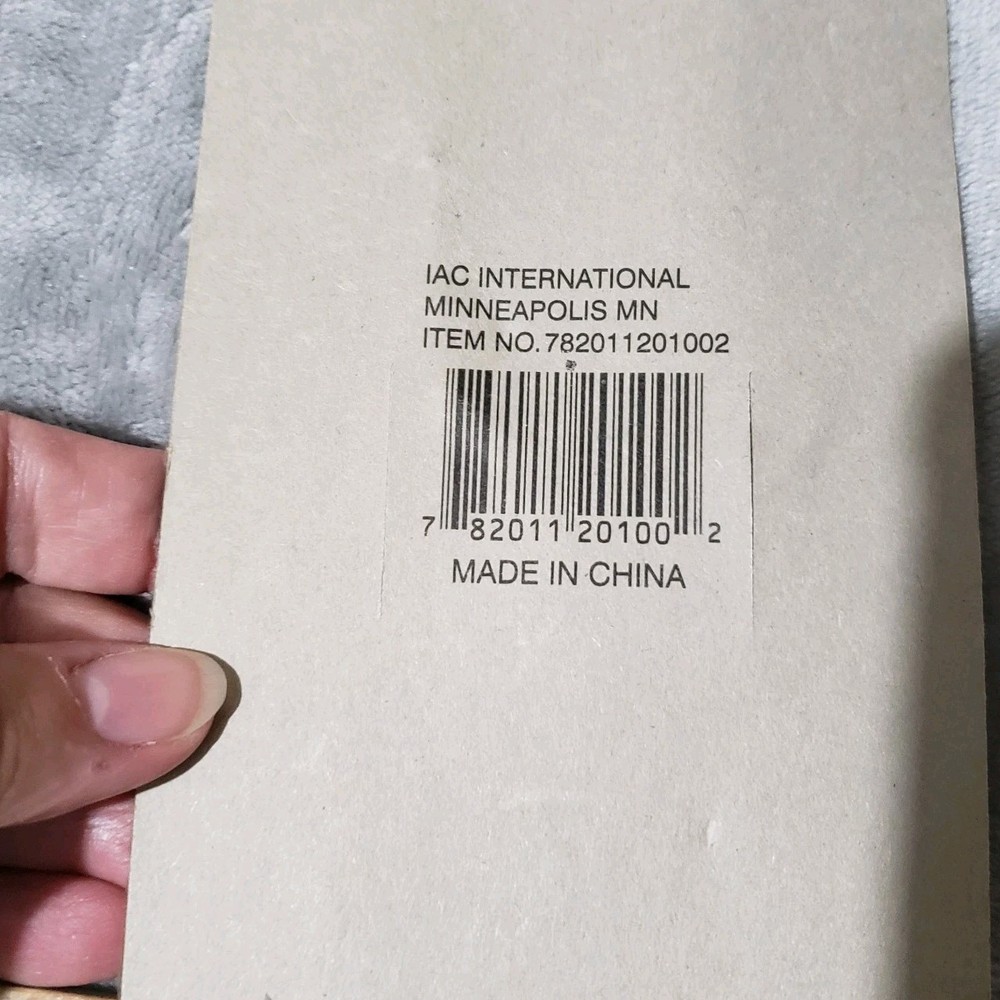 IAC INTERNATIONAL
MINNEAPOLIS MN
ITEM NO. 782011201002
7 82011 20100 2
MADE IN CHINA